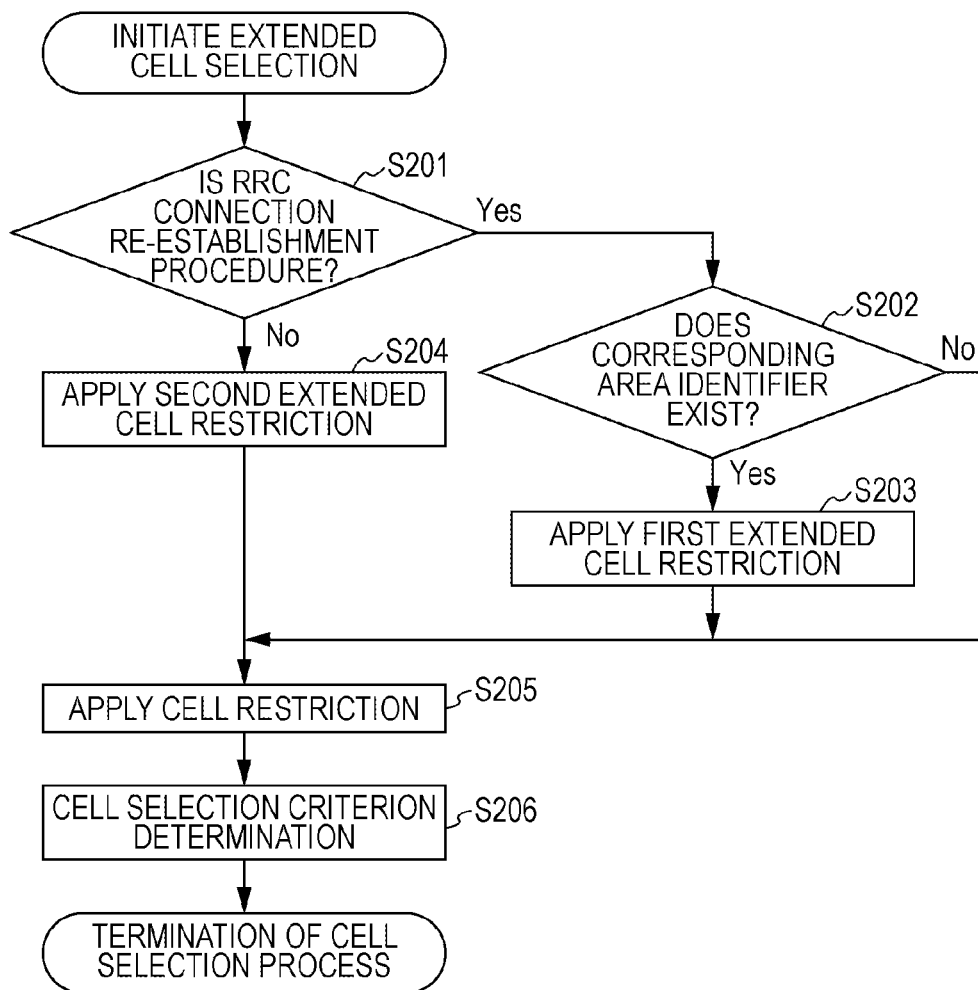 INITIATE EXTENDED
CELL SELECTION
S201
IS RRC
CONNECTION
RE-ESTABLISHMENT
PROCEDURE?
Yes
No
S202
DOES
CORRESPONDING
AREA IDENTIFIER
EXIST?
No
Yes
S204
APPLY SECOND EXTENDED
CELL RESTRICTION
S203
APPLY FIRST EXTENDED
CELL RESTRICTION
APPLY CELL RESTRICTION
S205
CELL SELECTION CRITERION
DETERMINATION
S206
TERMINATION OF CELL
SELECTION PROCESS